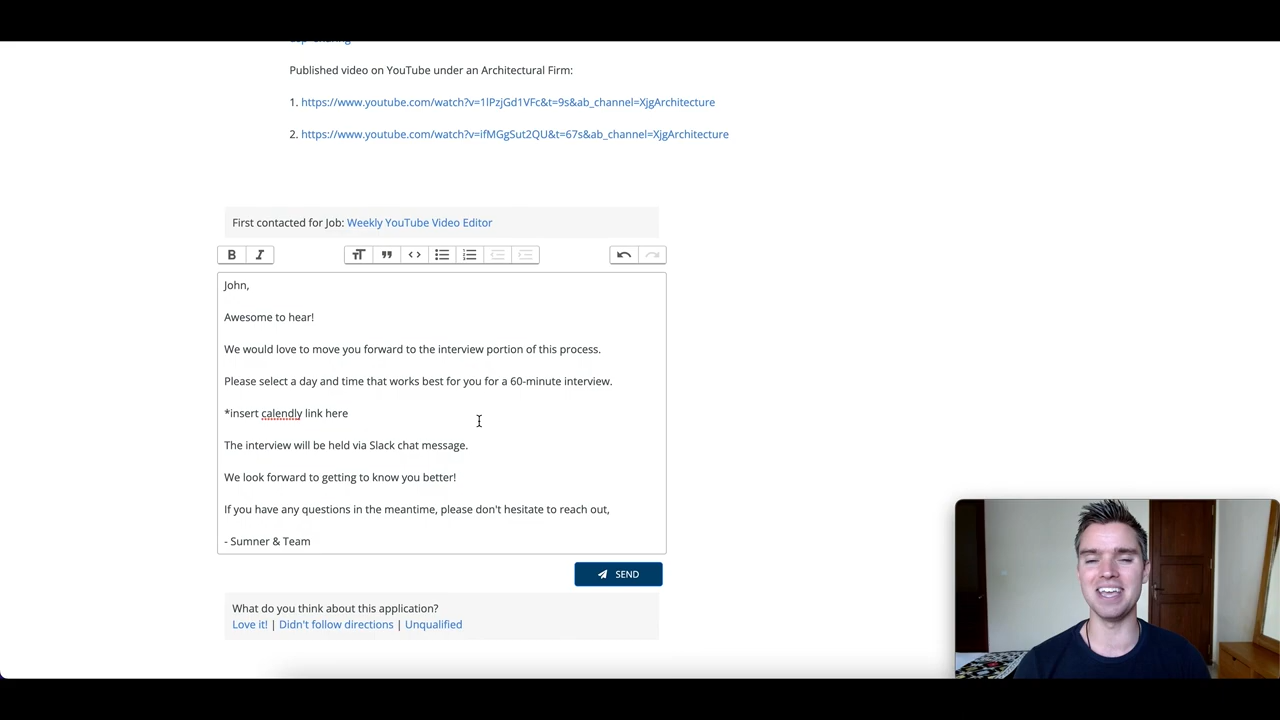 Published video on YouTube under an Architectural Firm:
1. https://www.youtube.com/watch?v=1lPzjGd1VFc&t=9s&ab_channel=XjgArchitecture
2. https://www.youtube.com/watch?v=ifMGgSut2QU&t=67s&ab_channel=XjgArchitecture
First contacted for Job: Weekly YouTube Video Editor
B I
John,
Awesome to hear!
We would love to move you forward to the interview portion of this process.
Please select a day and time that works best for you for a 60-minute interview.
*insert calendly link here
The interview will be held via Slack chat message.
We look forward to getting to know you better!
If you have any questions in the meantime, please don't hesitate to reach out,
- Sumner & Team
SEND
What do you think about this application?
Love it! | Didn't follow directions | Unqualified